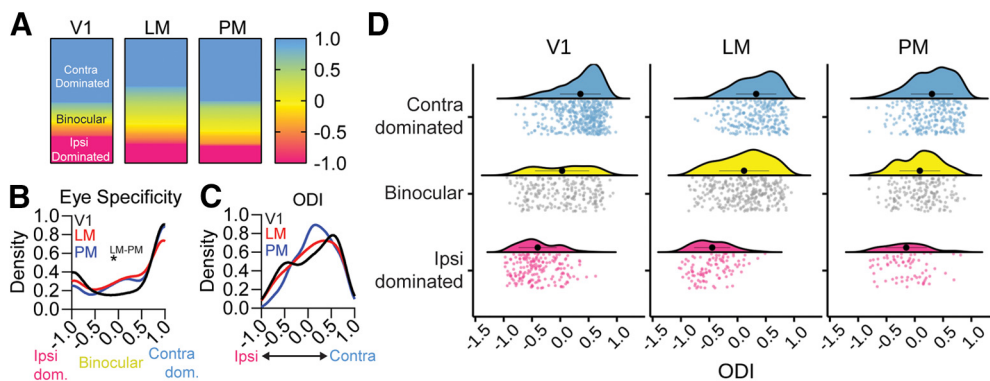 A
V1 LM PM
Contra
Dominated
Binocular
Ipsi
Dominated
1.0
0.5
0
-0.5
-1.0
B
Eye Specificity
V1
LM
PM
LM-PM
*
Density
1.0
0.8
0.6
0.4
0.2
0.0
-1.0 -0.5 0.0 0.5 1.0
Ipsi
dom.
Binocular
Contra
dom.
C
ODI
V1
LM
PM
Density
1.0
0.8
0.6
0.4
0.2
0.0
-1.0 -0.5 0.0 0.5 1.0
Ipsi Contra
D
V1 LM PM
Contra
dominated
Binocular
Ipsi
dominated
-1.5 -1.0 -0.5 0.0 0.5 1.0
-1.5 -1.0 -0.5 0.0 0.5 1.0
-1.5 -1.0 -0.5 0.0 0.5 1.0
ODI